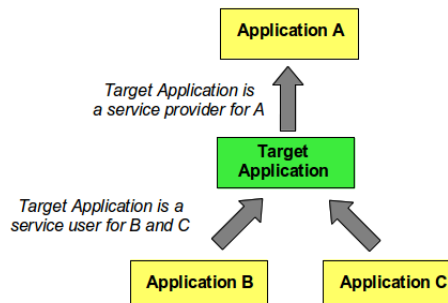 Application A
Target Application is
a service provider for A
Target
Application
Target Application is a
service user for B and C
Application B
Application C